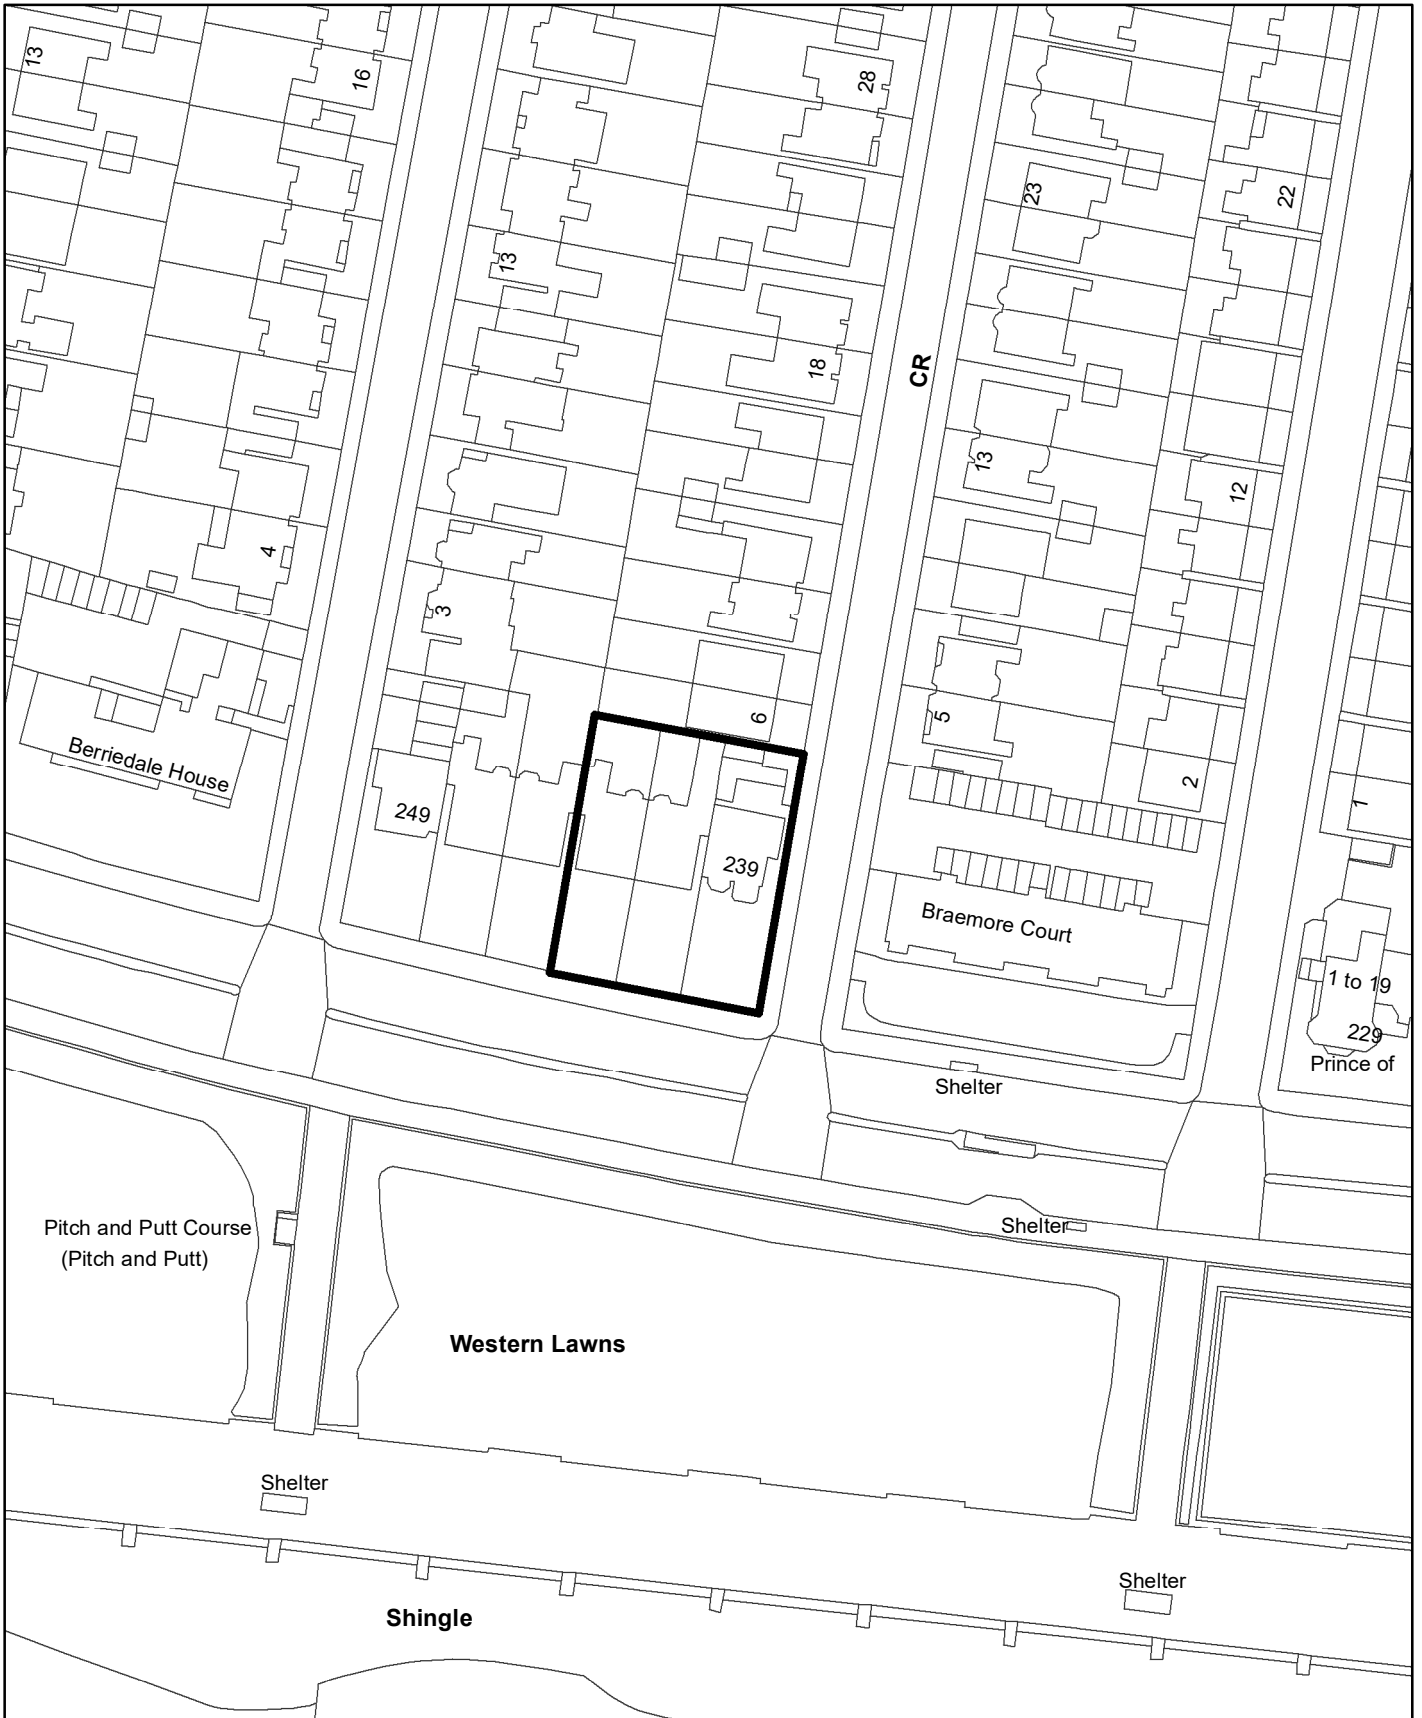 13
16
28
23
22
13
18
CR
13
12
4
3
6
5
2
1
Berriedale House
249
239
Braemore Court
1 to 19
229
Prince of
Shelter
Shelter
Pitch and Putt Course
(Pitch and Putt)
Western Lawns
Shelter
Shelter
Shingle